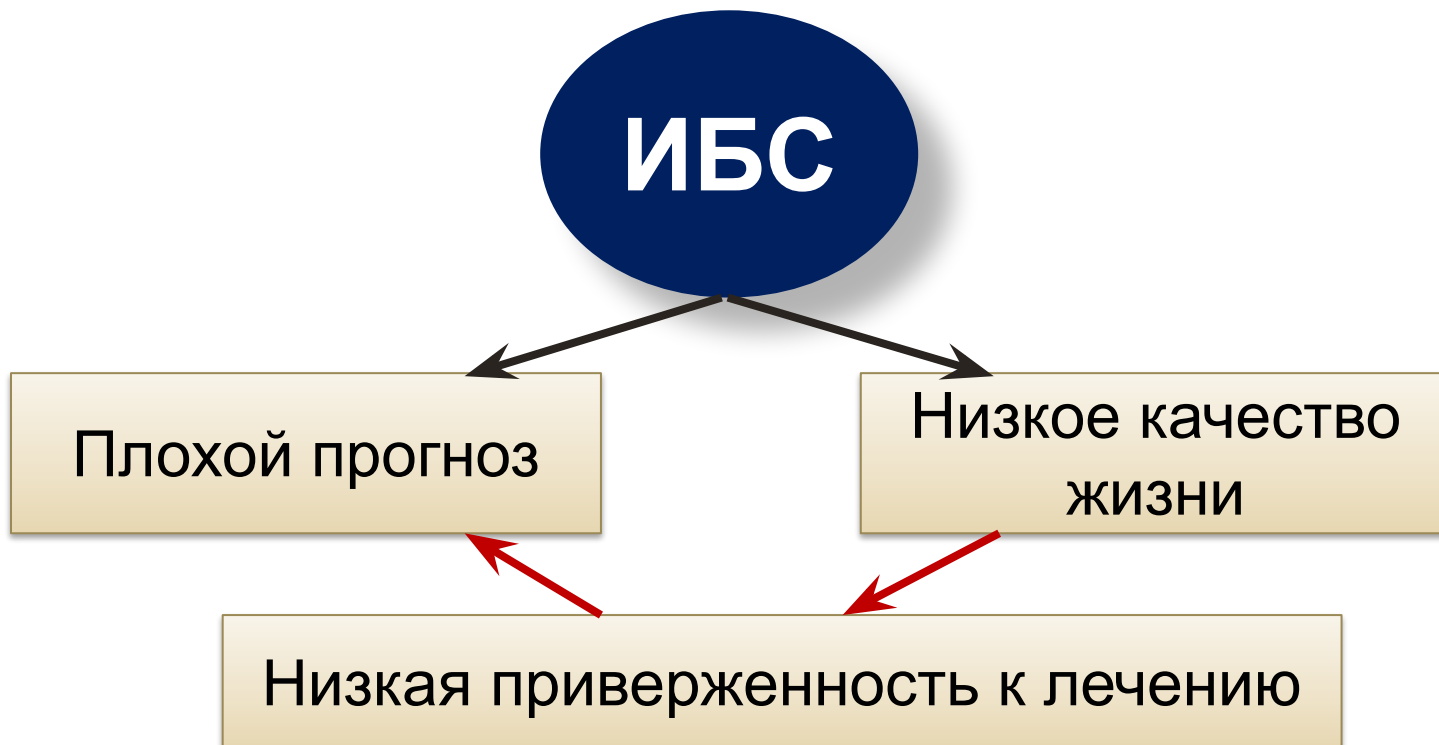 ИБС
Плохой прогноз
Низкое качество
жизни
Низкая приверженность к лечению